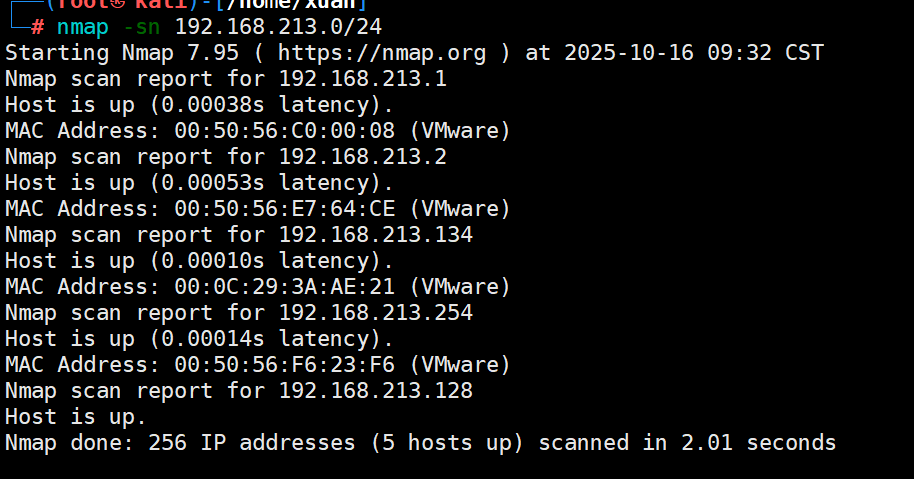 (root㉿kali)-[/home/xuan]
# nmap -sn 192.168.213.0/24
Starting Nmap 7.95 ( https://nmap.org ) at 2025-10-16 09:32 CST
Nmap scan report for 192.168.213.1
Host is up (0.00038s latency).
MAC Address: 00:50:56:C0:00:08 (VMware)
Nmap scan report for 192.168.213.2
Host is up (0.00053s latency).
MAC Address: 00:50:56:E7:64:CE (VMware)
Nmap scan report for 192.168.213.134
Host is up (0.00010s latency).
MAC Address: 00:0C:29:3A:AE:21 (VMware)
Nmap scan report for 192.168.213.254
Host is up (0.00014s latency).
MAC Address: 00:50:56:F6:23:F6 (VMware)
Nmap scan report for 192.168.213.128
Host is up.
Nmap done: 256 IP addresses (5 hosts up) scanned in 2.01 seconds